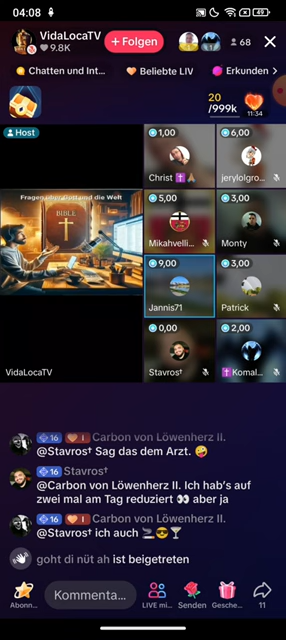 04:08
49
VidaLocaTV
9.8K
+ Folgen
68
Chatten und Int...
Beliebte LIV
Erkunden
20
/999k
11:34
Host
Fragen über Gott und die Welt
BIBLE
VidaLocaTV
1,00
Christ
6,00
jerylolgro...
5,00
Mikahvelli...
3,00
Monty
9,00
Jannis71
3,00
Patrick
0,00
Stavros†
2,00
Komal...
16 1 Carbon von Löwenherz II.
@Stavros† Sag das dem Arzt. 🤪
16 Stavros†
@Carbon von Löwenherz II. Ich hab's auf
zwei mal am Tag reduziert 👀 aber ja
16 1 Carbon von Löwenherz II.
@Stavros† ich auch 🚬😎🍸
goht di nüt ah ist beigetreten
Abonn...
Kommenta...
LIVE mi...
Senden
Gesche...
11